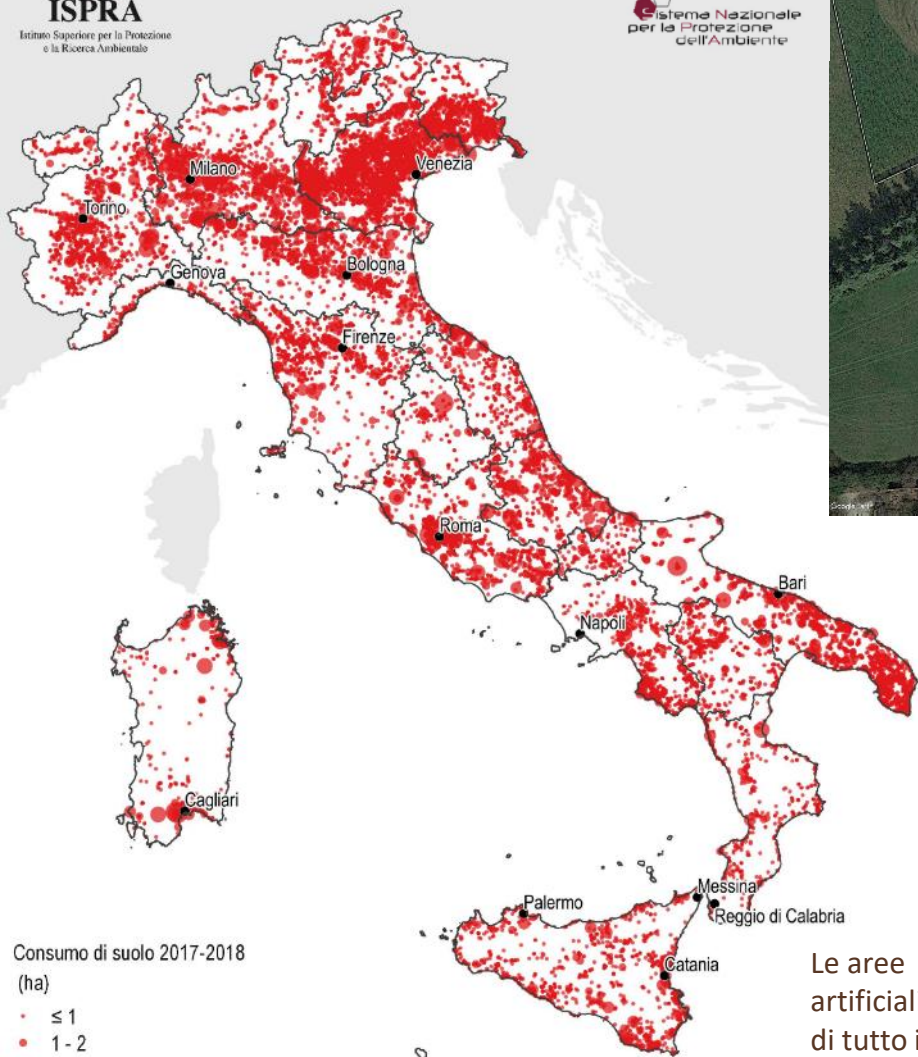 ISPRA
Istituto Superiore per la Protezione
e la Ricerca Ambientale
Sistema Nazionale
per la Protezione
dell'Ambiente
Milano
Venezia
Torino
Genova
Bologna
Firenze
Roma
Bari
Napoli
Cagliari
Messina
Palermo
Reggio di Calabria
Catania
Consumo di suolo 2017-2018
(ha)
≤ 1
1 - 2
Le aree
artificial
di tutto i